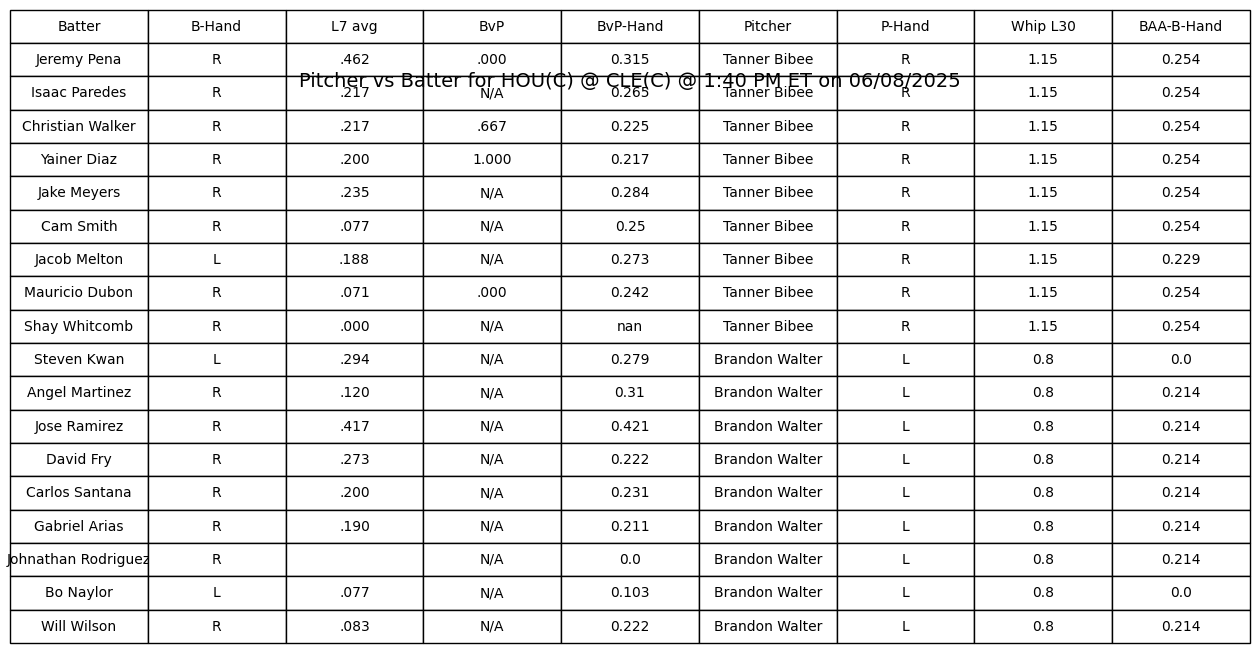 Batter B-Hand L7 avg BvP BvP-Hand Pitcher P-Hand Whip L30 BAA-B-Hand
Jeremy Pena R .462 .000 0.315 Tanner Bibee R 1.15 0.254
Pitcher vs Batter for HOU(C) @ CLE(C) @ 1:40 PM ET on 06/08/2025
Isaac Paredes R .217 N/A 0.265 Tanner Bibee R 1.15 0.254
Christian Walker R .217 .667 0.225 Tanner Bibee R 1.15 0.254
Yainer Diaz R .200 1.000 0.217 Tanner Bibee R 1.15 0.254
Jake Meyers R .235 N/A 0.284 Tanner Bibee R 1.15 0.254
Cam Smith R .077 N/A 0.25 Tanner Bibee R 1.15 0.254
Jacob Melton L .188 N/A 0.273 Tanner Bibee R 1.15 0.229
Mauricio Dubon R .071 .000 0.242 Tanner Bibee R 1.15 0.254
Shay Whitcomb R .000 N/A nan Tanner Bibee R 1.15 0.254
Steven Kwan L .294 N/A 0.279 Brandon Walter L 0.8 0.0
Angel Martinez R .120 N/A 0.31 Brandon Walter L 0.8 0.214
Jose Ramirez R .417 N/A 0.421 Brandon Walter L 0.8 0.214
David Fry R .273 N/A 0.222 Brandon Walter L 0.8 0.214
Carlos Santana R .200 N/A 0.231 Brandon Walter L 0.8 0.214
Gabriel Arias R .190 N/A 0.211 Brandon Walter L 0.8 0.214
Johnathan Rodriguez R N/A 0.0 Brandon Walter L 0.8 0.214
Bo Naylor L .077 N/A 0.103 Brandon Walter L 0.8 0.0
Will Wilson R .083 N/A 0.222 Brandon Walter L 0.8 0.214